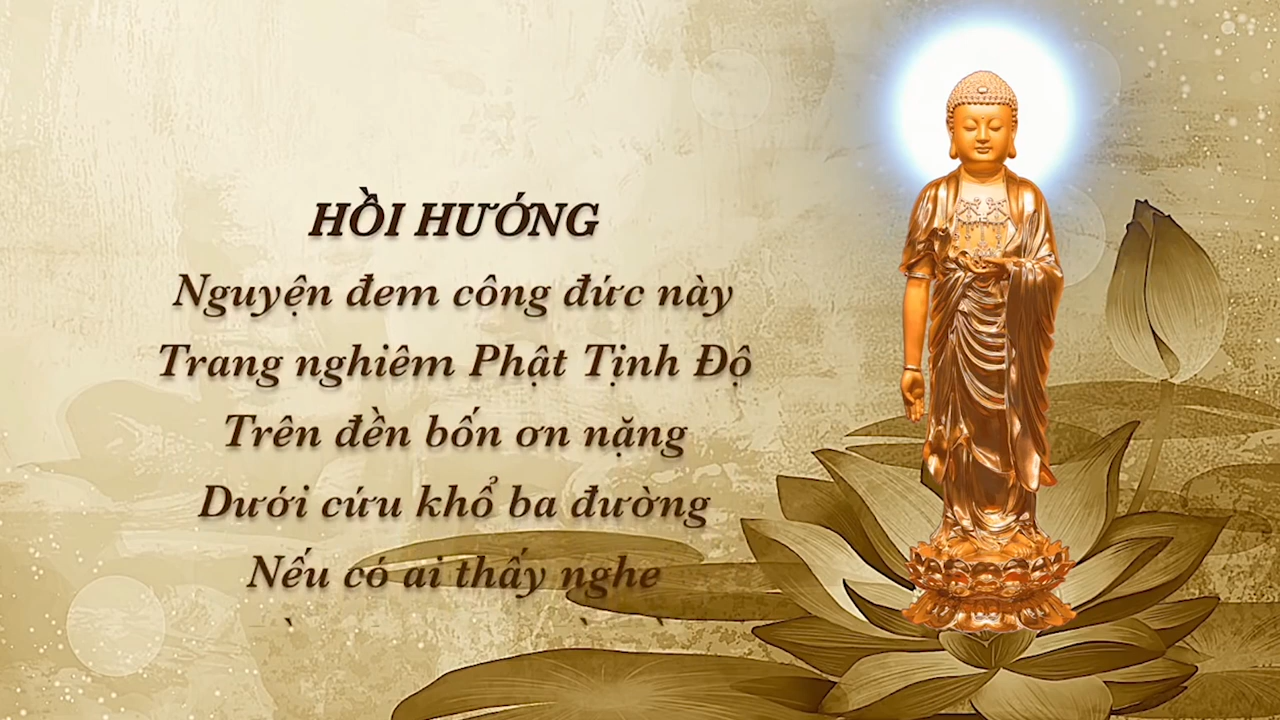 HỒI HƯỚNG
Nguyện đem công đức này
Trang nghiêm Phật Tịnh Độ
Trên đền bốn ơn nặng
Dưới cứu khổ ba đường
Nếu có ai thấy nghe